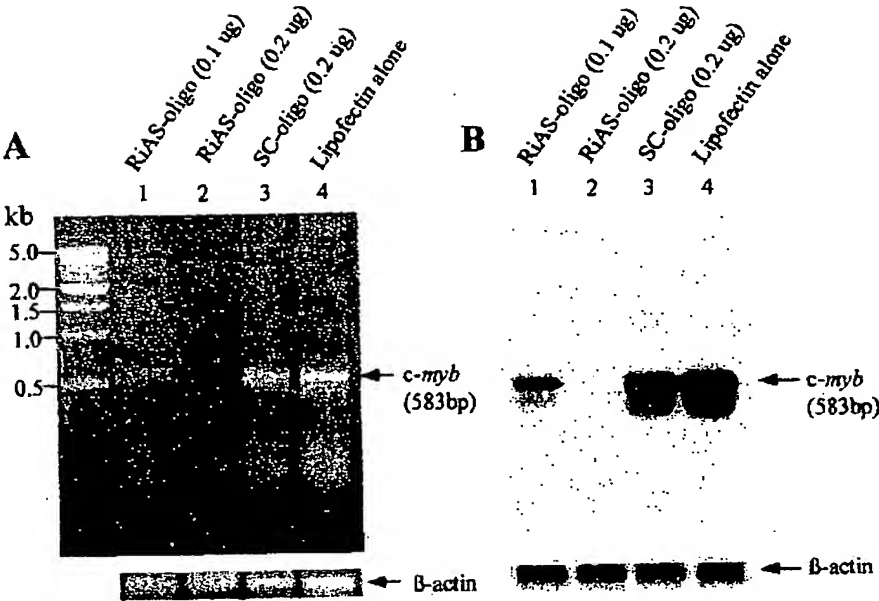 A
RiAS-oligo (0.1 ug)
RiAS-oligo (0.2 ug)
SC-oligo (0.2 ug)
Lipofectin alone
1 2 3 4
kb
5.0
2.0
1.5
1.0
0.5
c-myb
(583bp)
ß-actin
B
RiAS-oligo (0.1 ug)
RiAS-oligo (0.2 ug)
SC-oligo (0.2 ug)
Lipofectin alone
1 2 3 4
c-myb
(583bp)
ß-actin